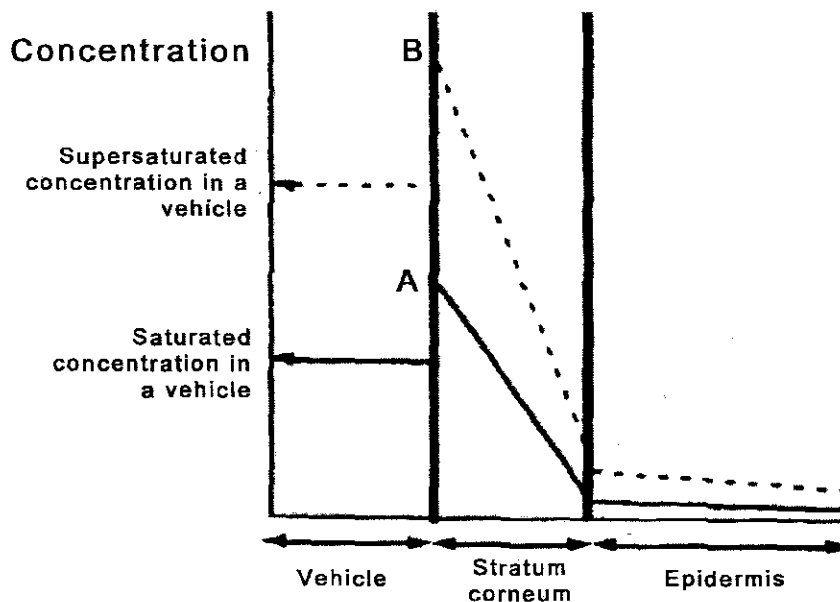 Concentration
B
Supersaturated
concentration in a
vehicle
A
Saturated
concentration in
a vehicle
Vehicle
Stratum
corneum
Epidermis